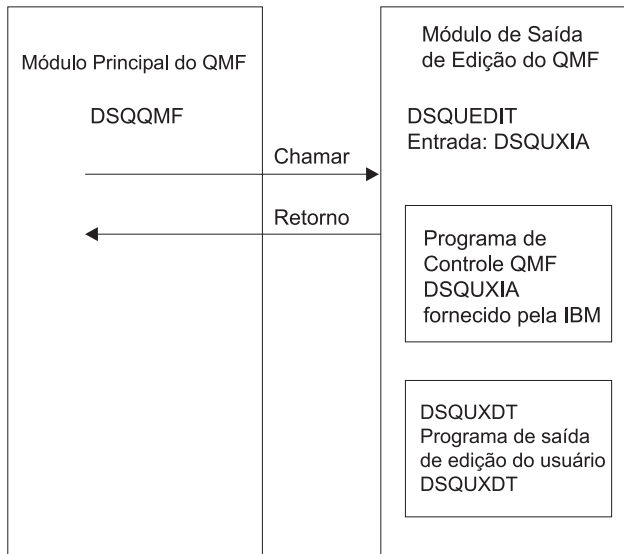 Módulo Principal do QMF
DSQQMF
Chamar
Retorno
Módulo de Saída
de Edição do QMF
DSQUEDIT
Entrada: DSQUXIA
Programa de
Controle QMF
DSQUXIA
fornecido pela IBM
DSQUXDT
Programa de saída
de edição do usuário
DSQUXDT